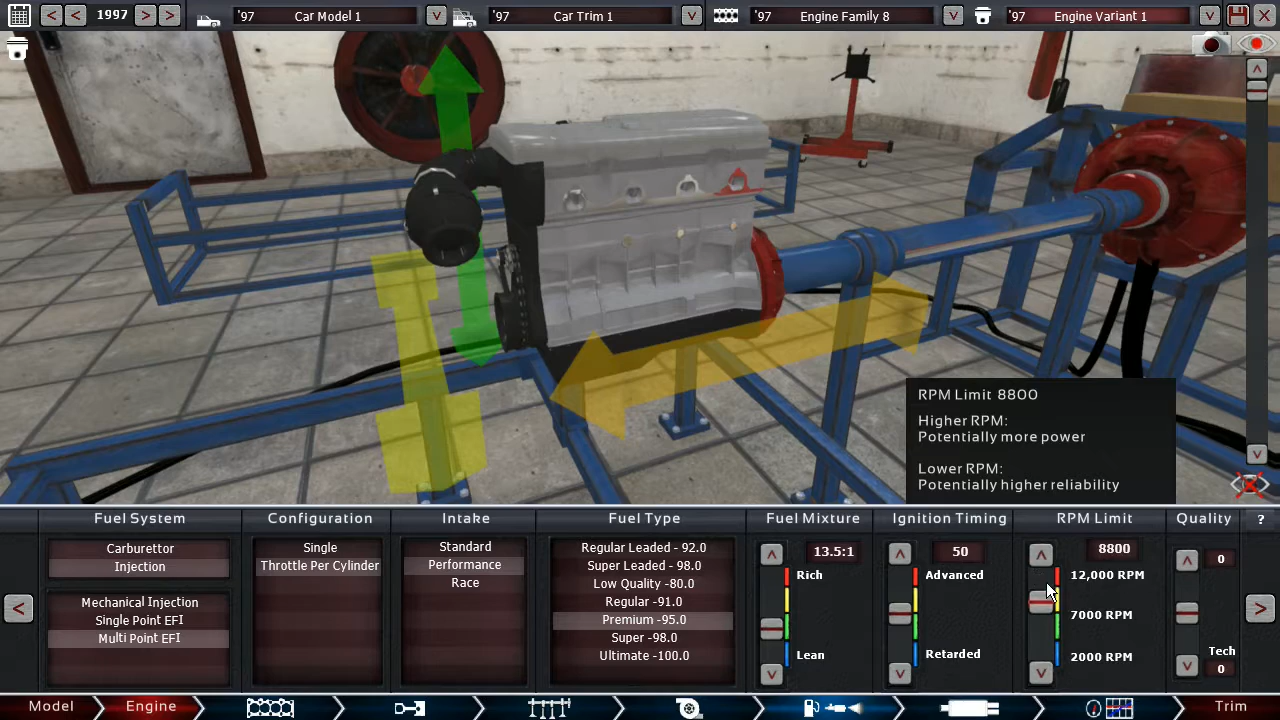 1997
'97 Car Model 1
'97 Car Trim 1
'97 Engine Family 8
'97 Engine Variant 1
RPM Limit 8800
Higher RPM:
Potentially more power
Lower RPM:
Potentially higher reliability
Fuel System
Carburettor
Injection
Mechanical Injection
Single Point EFI
Multi Point EFI
Configuration
Single
Throttle Per Cylinder
Intake
Standard
Performance
Race
Fuel Type
Regular Leaded - 92.0
Super Leaded - 98.0
Low Quality -80.0
Regular -91.0
Premium -95.0
Super -98.0
Ultimate -100.0
Fuel Mixture
13.5:1
Rich
Lean
Ignition Timing
50
Advanced
Retarded
RPM Limit
8800
12,000 RPM
7000 RPM
2000 RPM
Quality
0
Tech
0
?
Model
Engine
Trim